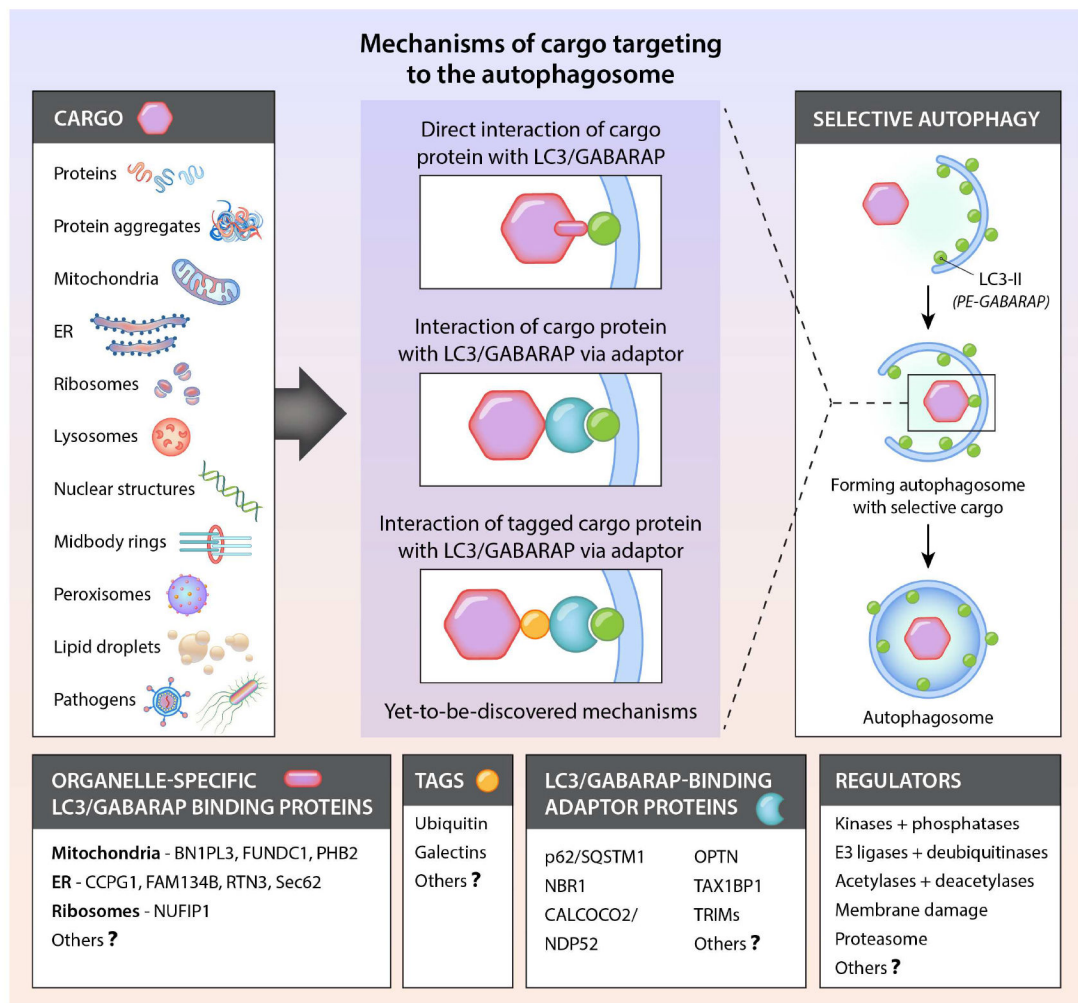 Mechanisms of cargo targeting
to the autophagosome
CARGO
Proteins
Protein aggregates
Mitochondria
ER
Ribosomes
Lysosomes
Nuclear structures
Midbody rings
Peroxisomes
Lipid droplets
Pathogens
Direct interaction of cargo
protein with LC3/GABARAP
Interaction of cargo protein
with LC3/GABARAP via adaptor
Interaction of tagged cargo protein
with LC3/GABARAP via adaptor
Yet-to-be-discovered mechanisms
SELECTIVE AUTOPHAGY
LC3-II
(PE-GABARAP)
Forming autophagosome
with selective cargo
Autophagosome
ORGANELLE-SPECIFIC
LC3/GABARAP BINDING PROTEINS
Mitochondria - BN1PL3, FUNDC1, PHB2
ER - CCPG1, FAM134B, RTN3, Sec62
Ribosomes - NUFIP1
Others ?
TAGS
Ubiquitin
Galectins
Others ?
LC3/GABARAP-BINDING
ADAPTOR PROTEINS
p62/SQSTM1
NBR1
CALCOCO2/
NDP52
OPTN
TAX1BP1
TRIMs
Others ?
REGULATORS
Kinases + phosphatases
E3 ligases + deubiquitinases
Acetylases + deacetylases
Membrane damage
Proteasome
Others ?